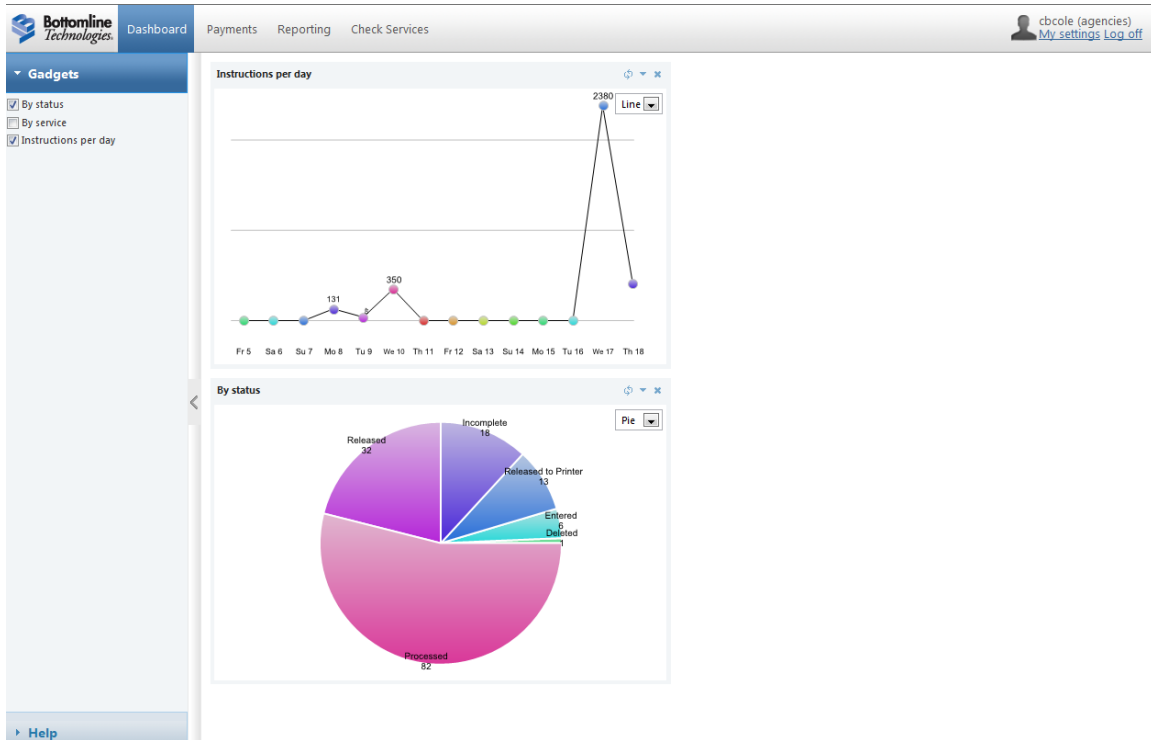 Bottomline
Technologies.
Dashboard
Payments
Reporting
Check Services
cbcole (agencies)
My settings Log off
Gadgets
By status
By service
Instructions per day
Instructions per day
Line
2380
350
131
Fr 5 Sa 6 Su 7 Mo 8 Tu 9 We 10 Th 11 Fr 12 Sa 13 Su 14 Mo 15 Tu 16 We 17 Th 18
By status
Pie
Incomplete
Released
32
Released to Printer
13
Entered
6
Deleted
1
Processed
82
Help